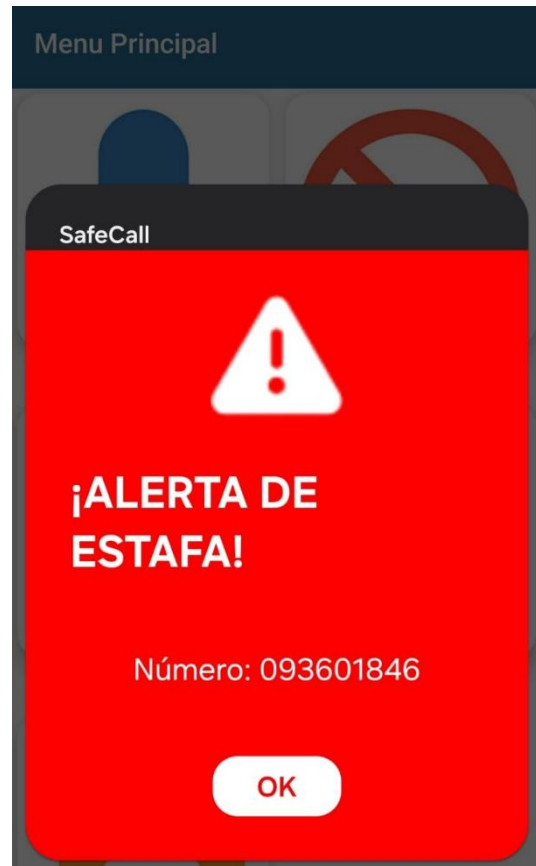 Menu Principal
SafeCall
¡ALERTA DE
ESTAFA!
Número: 093601846
OK